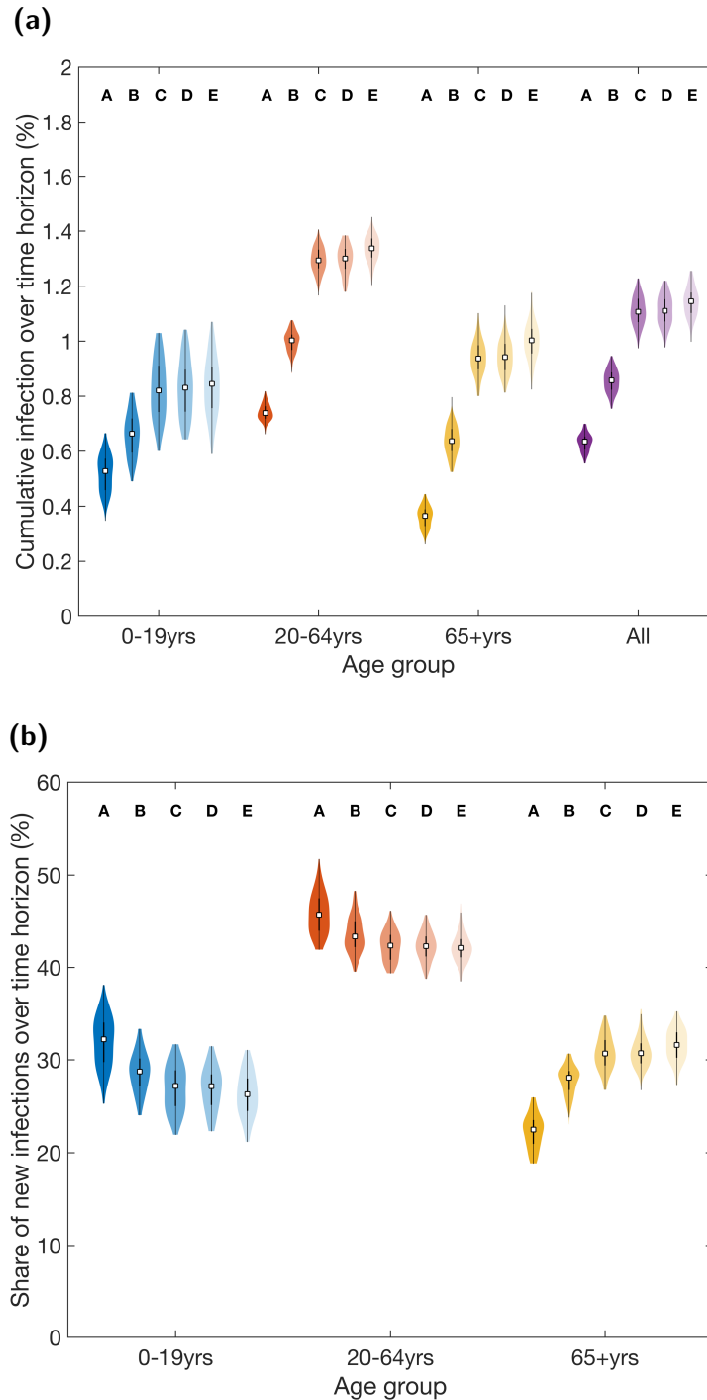 (a)
Cumulative infection over time horizon (%)
2
1.8
1.6
1.4
1.2
1
0.8
0.6
0.4
0.2
0
A B C D E A B C D E A B C D E A B C D E
0-19yrs 20-64yrs 65+yrs All
Age group
(b)
Share of new infections over time horizon (%)
60
50
40
30
20
10
0
A B C D E A B C D E A B C D E
0-19yrs 20-64yrs 65+yrs
Age group